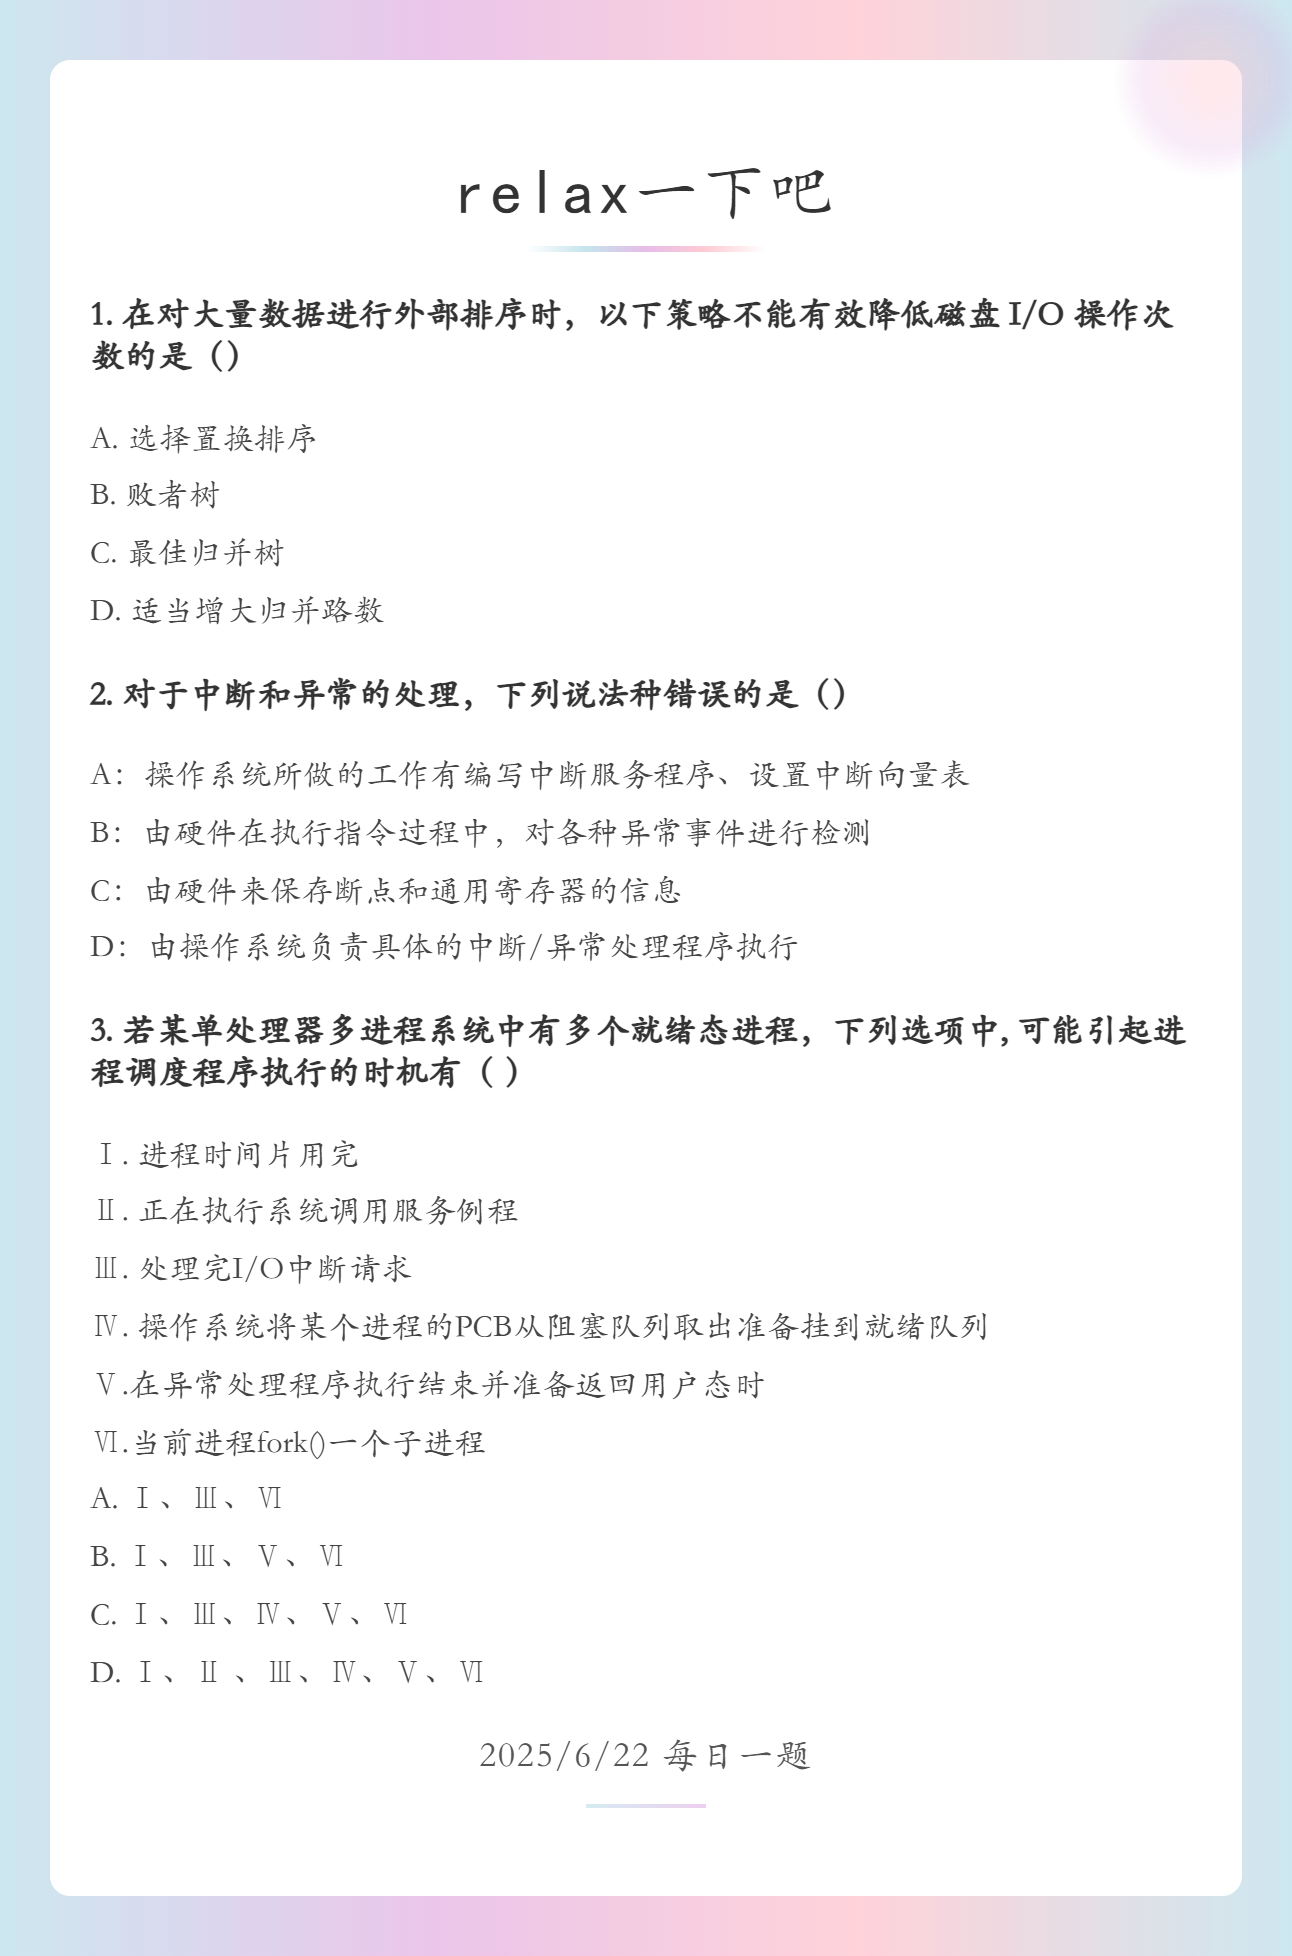 relax一下吧
1. 在对大量数据进行外部排序时，以下策略不能有效降低磁盘 I/O 操作次
数的是（）
A. 选择置换排序
B. 败者树
C. 最佳归并树
D. 适当增大归并路数
2. 对于中断和异常的处理，下列说法种错误的是（）
A：操作系统所做的工作有编写中断服务程序、设置中断向量表
B：由硬件在执行指令过程中，对各种异常事件进行检测
C：由硬件来保存断点和通用寄存器的信息
D：由操作系统负责具体的中断/异常处理程序执行
3. 若某单处理器多进程系统中有多个就绪态进程，下列选项中,可能引起进
程调度程序执行的时机有（ ）
Ⅰ. 进程时间片用完
Ⅱ. 正在执行系统调用服务例程
Ⅲ. 处理完I/O中断请求
Ⅳ. 操作系统将某个进程的PCB从阻塞队列取出准备挂到就绪队列
Ⅴ.在异常处理程序执行结束并准备返回用户态时
Ⅵ.当前进程fork()一个子进程
A. Ⅰ、Ⅲ、Ⅵ
B. Ⅰ、Ⅲ、Ⅴ、Ⅵ
C. Ⅰ、Ⅲ、Ⅳ、Ⅴ、Ⅵ
D. Ⅰ、Ⅱ 、Ⅲ、Ⅳ、Ⅴ、Ⅵ
2025/6/22 每日一题